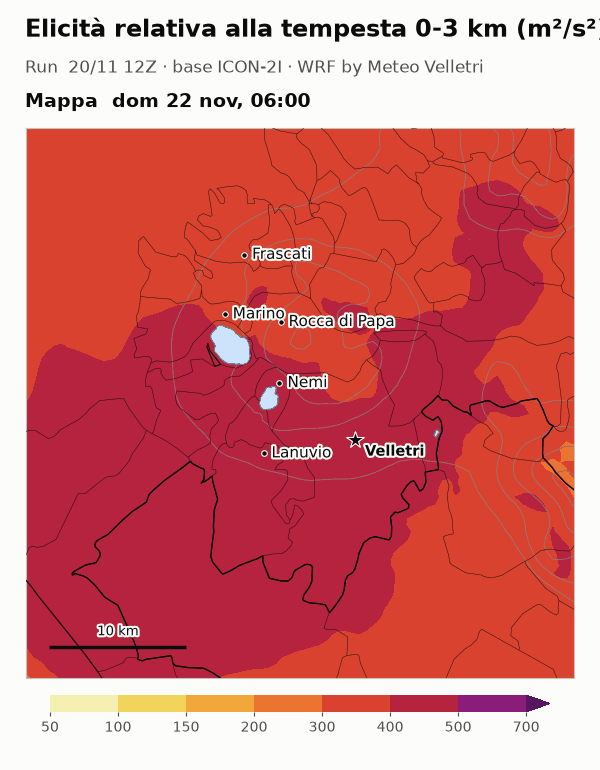 Elicità relativa alla tempesta 0-3 km (m²/s²)
Run 20/11 12Z · base ICON-2I · WRF by Meteo Velletri
Mappa dom 22 nov, 06:00
Frascati
Marino
Rocca di Papa
Nemi
Velletri
Lanuvio
10 km
50 100 150 200 300 400 500 700